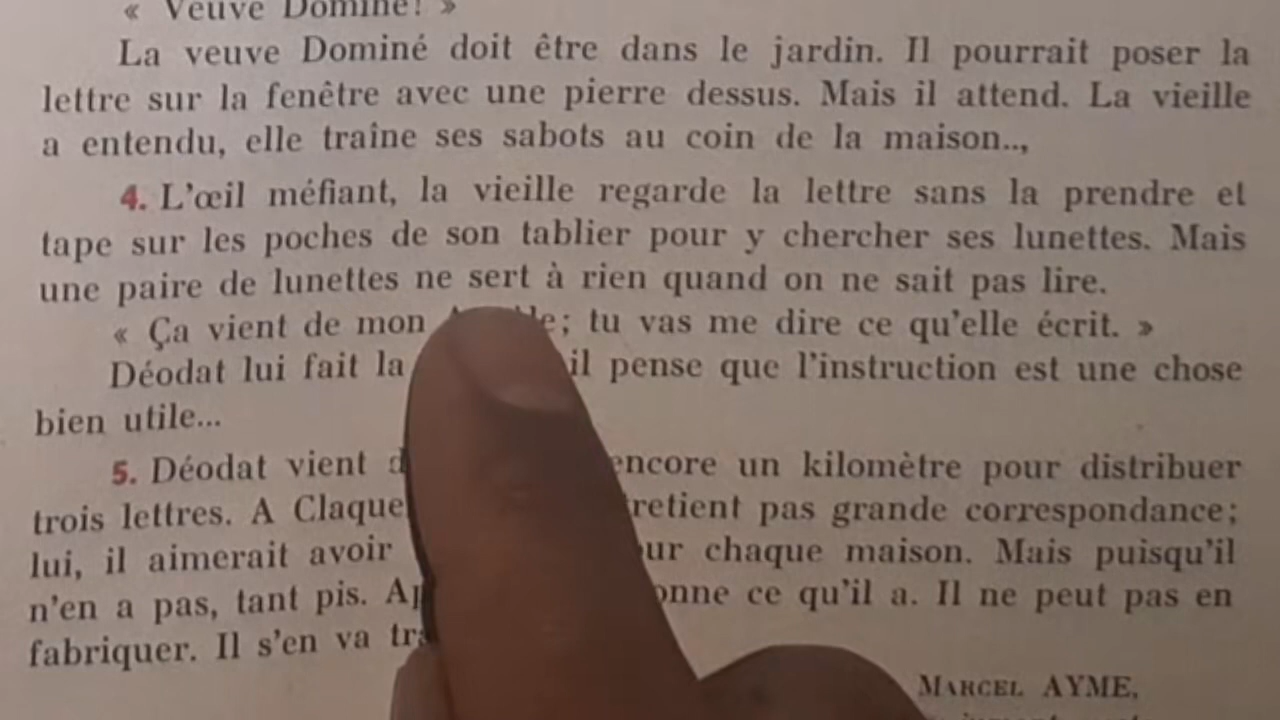 « Veuve Dominé! »
La veuve Dominé doit être dans le jardin. Il pourrait poser la
lettre sur la fenêtre avec une pierre dessus. Mais il attend. La vieille
a entendu, elle traîne ses sabots au coin de la maison..,
4. L'œil méfiant, la vieille regarde la lettre sans la prendre et
tape sur les poches de son tablier pour y chercher ses lunettes. Mais
une paire de lunettes ne sert à rien quand on ne sait pas lire.
« Ça vient de mon ; tu vas me dire ce qu'elle écrit. »
Déodat lui fait la il pense que l'instruction est une chose
bien utile...
5. Déodat vient encore un kilomètre pour distribuer
trois lettres. A pas grande correspondance;
lui, il aimerait avoir chaque maison. Mais puisqu'il
n'en a pas, tant pis. ce qu'il a. Il ne peut pas en
fabriquer. Il s'en va
MARCEL AYME,